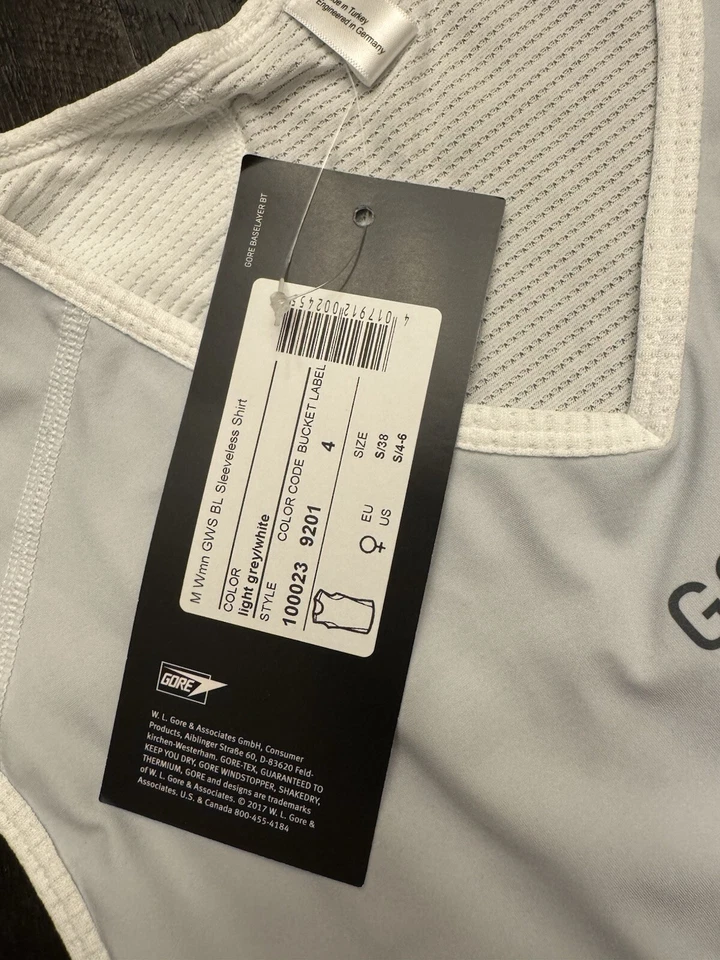 in Turkey
Engineered in Germany
GORE BASELAYER BT
4 017912 002455
M Wmn GWS BL Sleeveless Shirt
COLOR
light grey/white
STYLE COLOR CODE BUCKET LABEL
100023 9201 4
SIZE
EU S/38
US S/4-6
GORE
W. L. Gore & Associates GmbH, Consumer
Products, Aiblinger Straße 60, D-83620 Feld-
kirchen-Westerham. GORE-TEX, GUARANTEED TO
KEEP YOU DRY, GORE WINDSTOPPER, SHAKEDRY,
THERMIUM, GORE and designs are trademarks
of W. L. Gore & Associates. © 2017 W. L. Gore &
Associates. U.S. & Canada 800-455-4184